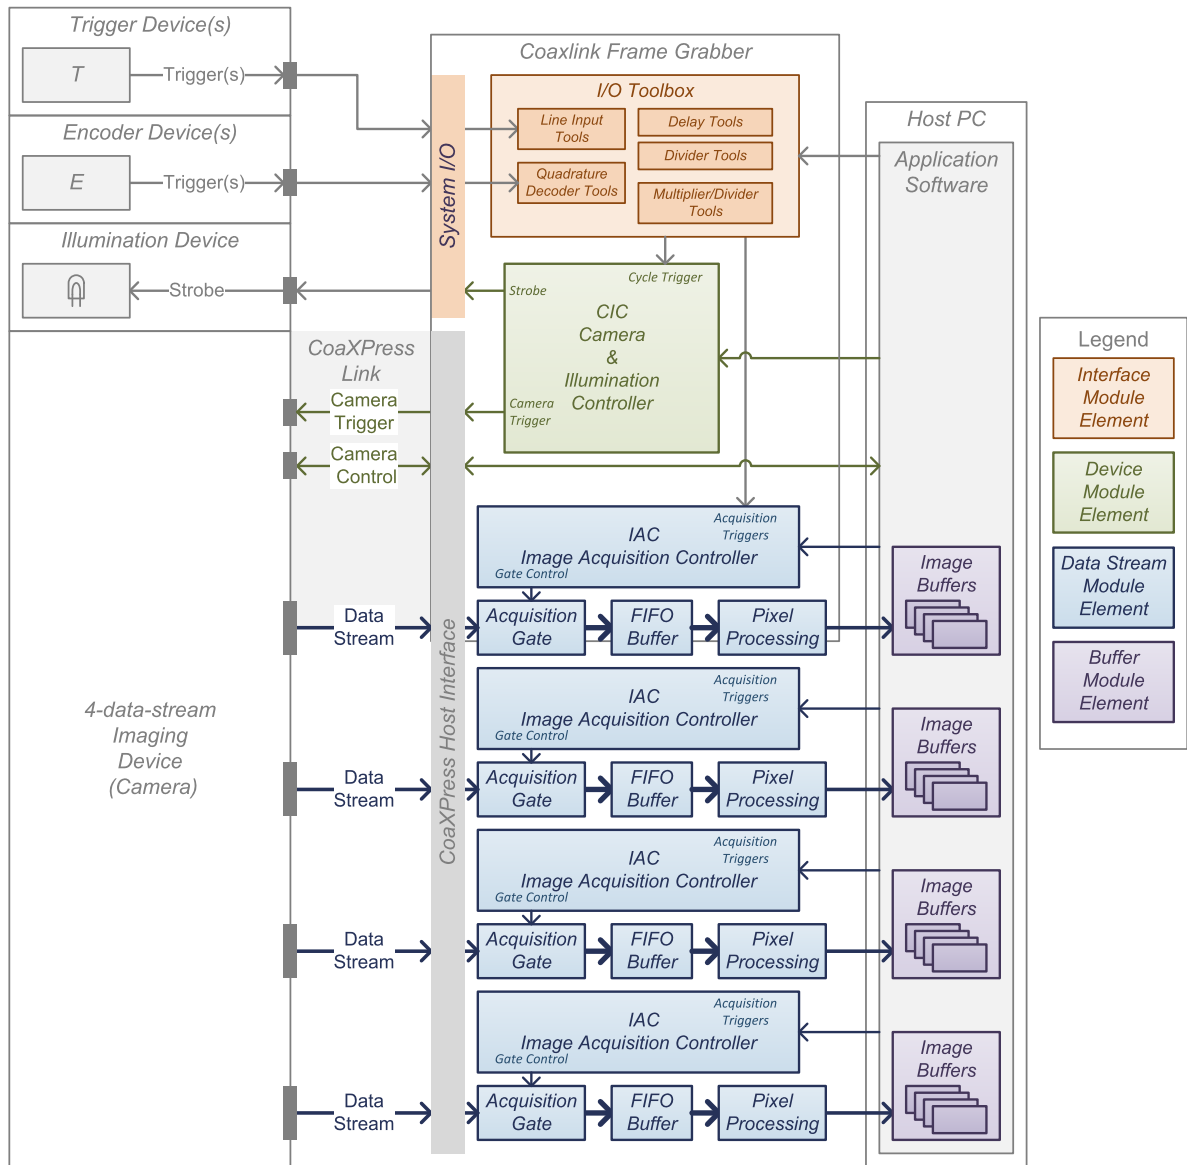 Trigger Device(s)
T
Trigger(s)
Encoder Device(s)
E
Trigger(s)
Illumination Device
Strobe
CoaXPress
Link
Camera
Trigger
Camera
Control
4-data-stream
Imaging
Device
(Camera)
Data
Stream
Data
Stream
Data
Stream
Data
Stream
Coaxlink Frame Grabber
System I/O
CoaXPress Host Interface
I/O Toolbox
Line Input
Tools
Quadrature
Decoder Tools
Delay Tools
Divider Tools
Multiplier/Divider
Tools
Cycle Trigger
Strobe
CIC
Camera
&
Illumination
Controller
Camera
Trigger
Acquisition
Triggers
IAC
Image Acquisition Controller
Gate Control
Acquisition
Gate
FIFO
Buffer
Pixel
Processing
Acquisition
Triggers
IAC
Image Acquisition Controller
Gate Control
Acquisition
Gate
FIFO
Buffer
Pixel
Processing
Acquisition
Triggers
IAC
Image Acquisition Controller
Gate Control
Acquisition
Gate
FIFO
Buffer
Pixel
Processing
Acquisition
Triggers
IAC
Image Acquisition Controller
Gate Control
Acquisition
Gate
FIFO
Buffer
Pixel
Processing
Host PC
Application
Software
Image
Buffers
Image
Buffers
Image
Buffers
Image
Buffers
Legend
Interface
Module
Element
Device
Module
Element
Data Stream
Module
Element
Buffer
Module
Element